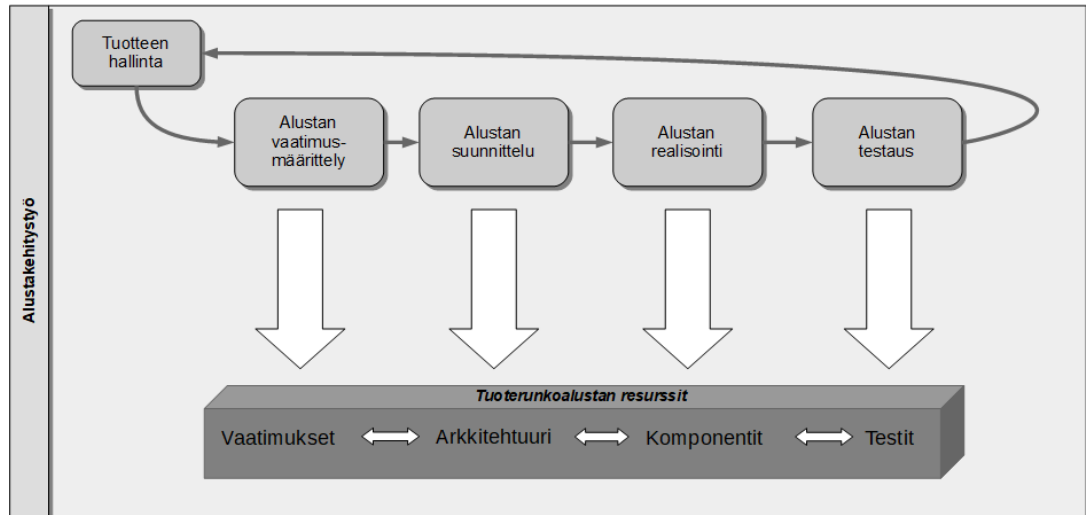 Tuotteen
hallinta
Alustan
vaatimus-
määrittely
Alustan
suunnittelu
Alustan
realisointi
Alustan
testaus
Alustakehitystyö
Tuoterunkoalustan resurssit
Vaatimukset Arkkitehtuuri Komponentit Testit